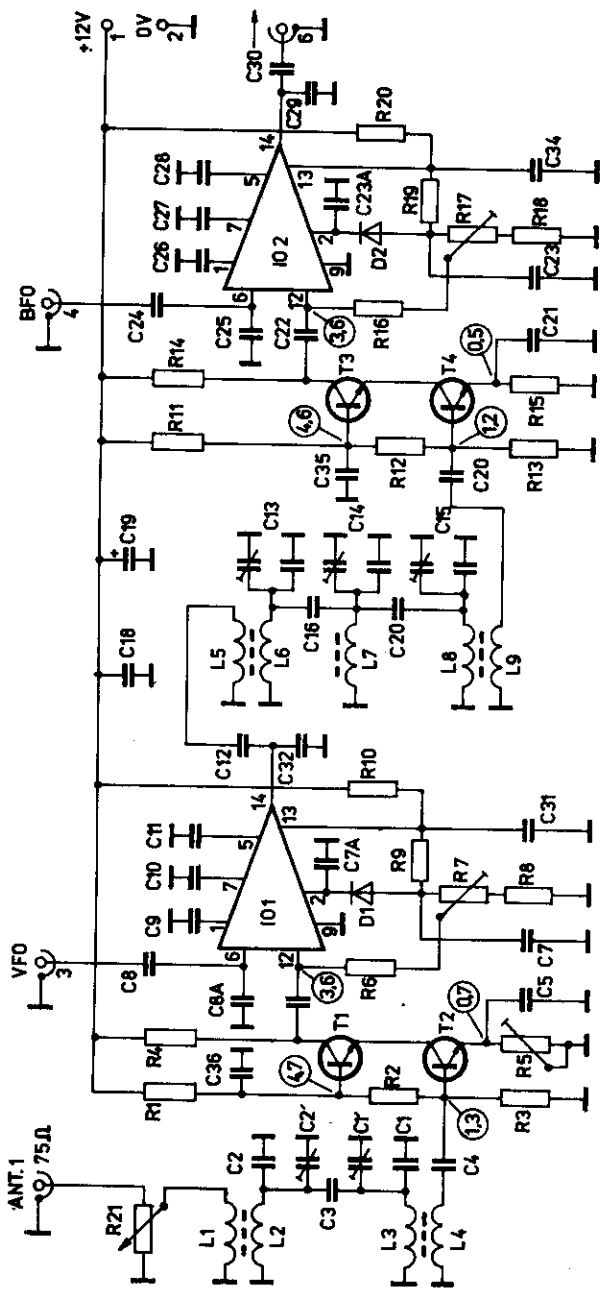 ANT.1
75Ω
R21
L1
L2
C2
C2'
C3
C1'
C1
L3
L4
C4
R1
R4
C36
4,7
T1
R2
T2
1,3
0,7
R3
R5
C5
VFO
3
C8
C8A
6
12
3,6
R6
IO1
1
7
5
14
13
2
9
C9
C10
C11
C7A
D1
R9
R10
R7
R8
C7
C31
C12
C32
C18
C19
+
L5
L6
C13
C16
L7
C14
C20
L8
C15
L9
R11
R14
C35
4,6
T3
R12
T4
C20
1,2
0,5
R13
R15
C21
BFO
4
C24
C25
C22
6
12
3,6
R16
IO2
1
7
5
14
13
2
9
C26
C27
C28
C23A
D2
R19
R20
R17
R18
C23
C34
C29
C30
6
+12V
1
0V
2